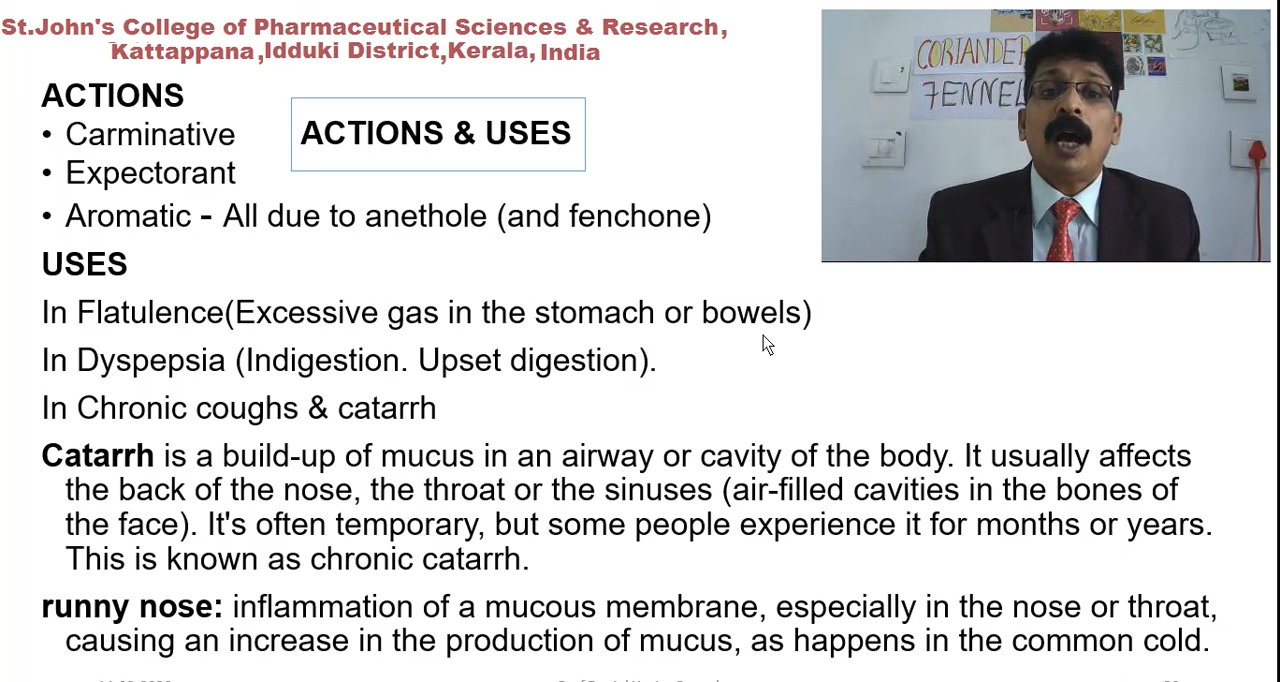 St.John's College of Pharmaceutical Sciences & Research,
Kattappana,Idduki District,Kerala, India
CORIANDER
FENNEL
ACTIONS
ACTIONS & USES
• Carminative
• Expectorant
• Aromatic - All due to anethole (and fenchone)
USES
In Flatulence(Excessive gas in the stomach or bowels)
In Dyspepsia (Indigestion. Upset digestion).
In Chronic coughs & catarrh
Catarrh is a build-up of mucus in an airway or cavity of the body. It usually affects
the back of the nose, the throat or the sinuses (air-filled cavities in the bones of
the face). It's often temporary, but some people experience it for months or years.
This is known as chronic catarrh.
runny nose: inflammation of a mucous membrane, especially in the nose or throat,
causing an increase in the production of mucus, as happens in the common cold.